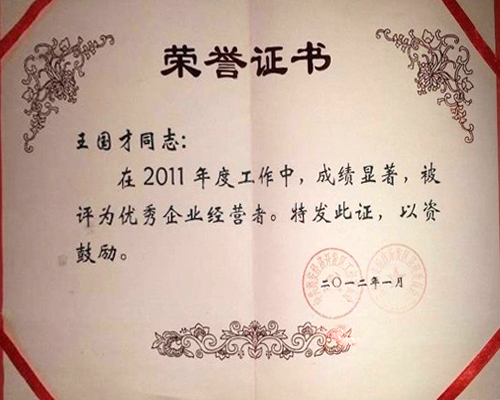 荣誉证书
王国才同志：
在2011年度工作中，成绩显著，被
评为优秀企业经营者。特发此证，以资
鼓励。
二〇一二年一月